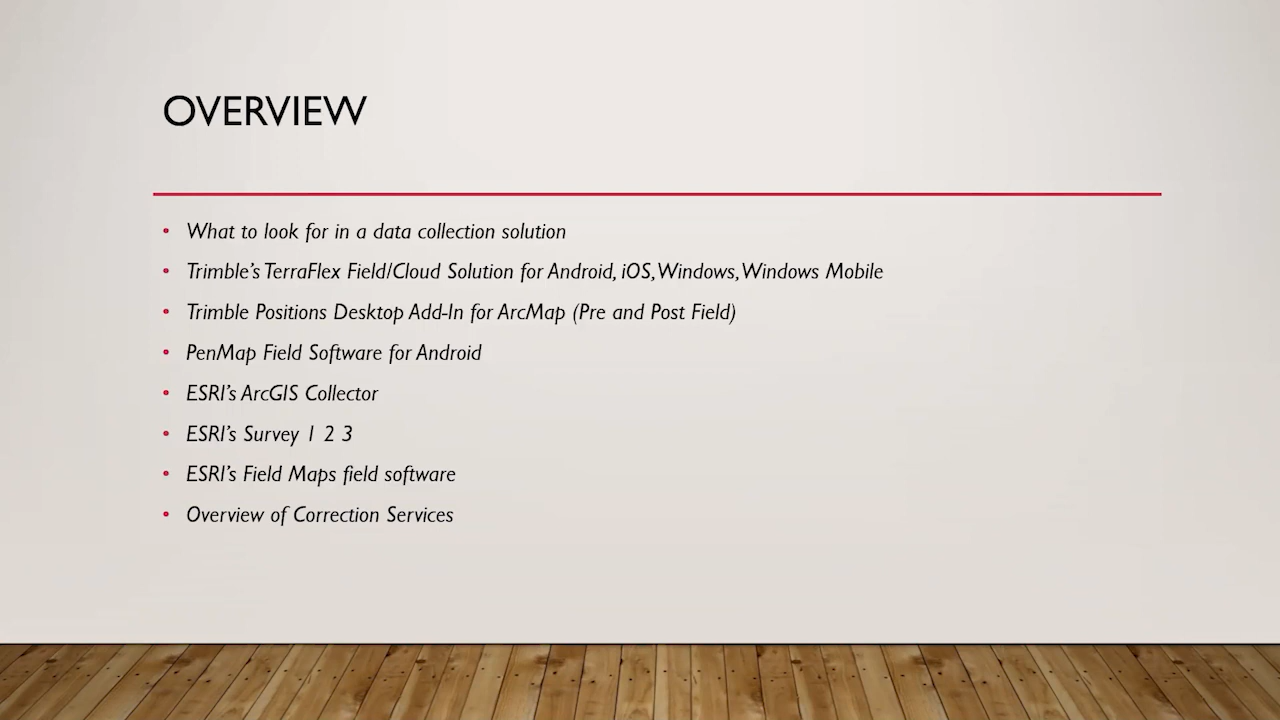 OVERVIEW
What to look for in a data collection solution
Trimble's TerraFlex Field/Cloud Solution for Android, iOS, Windows, Windows Mobile
Trimble Positions Desktop Add-In for ArcMap (Pre and Post Field)
PenMap Field Software for Android
ESRI's ArcGIS Collector
ESRI's Survey 1 2 3
ESRI's Field Maps field software
Overview of Correction Services